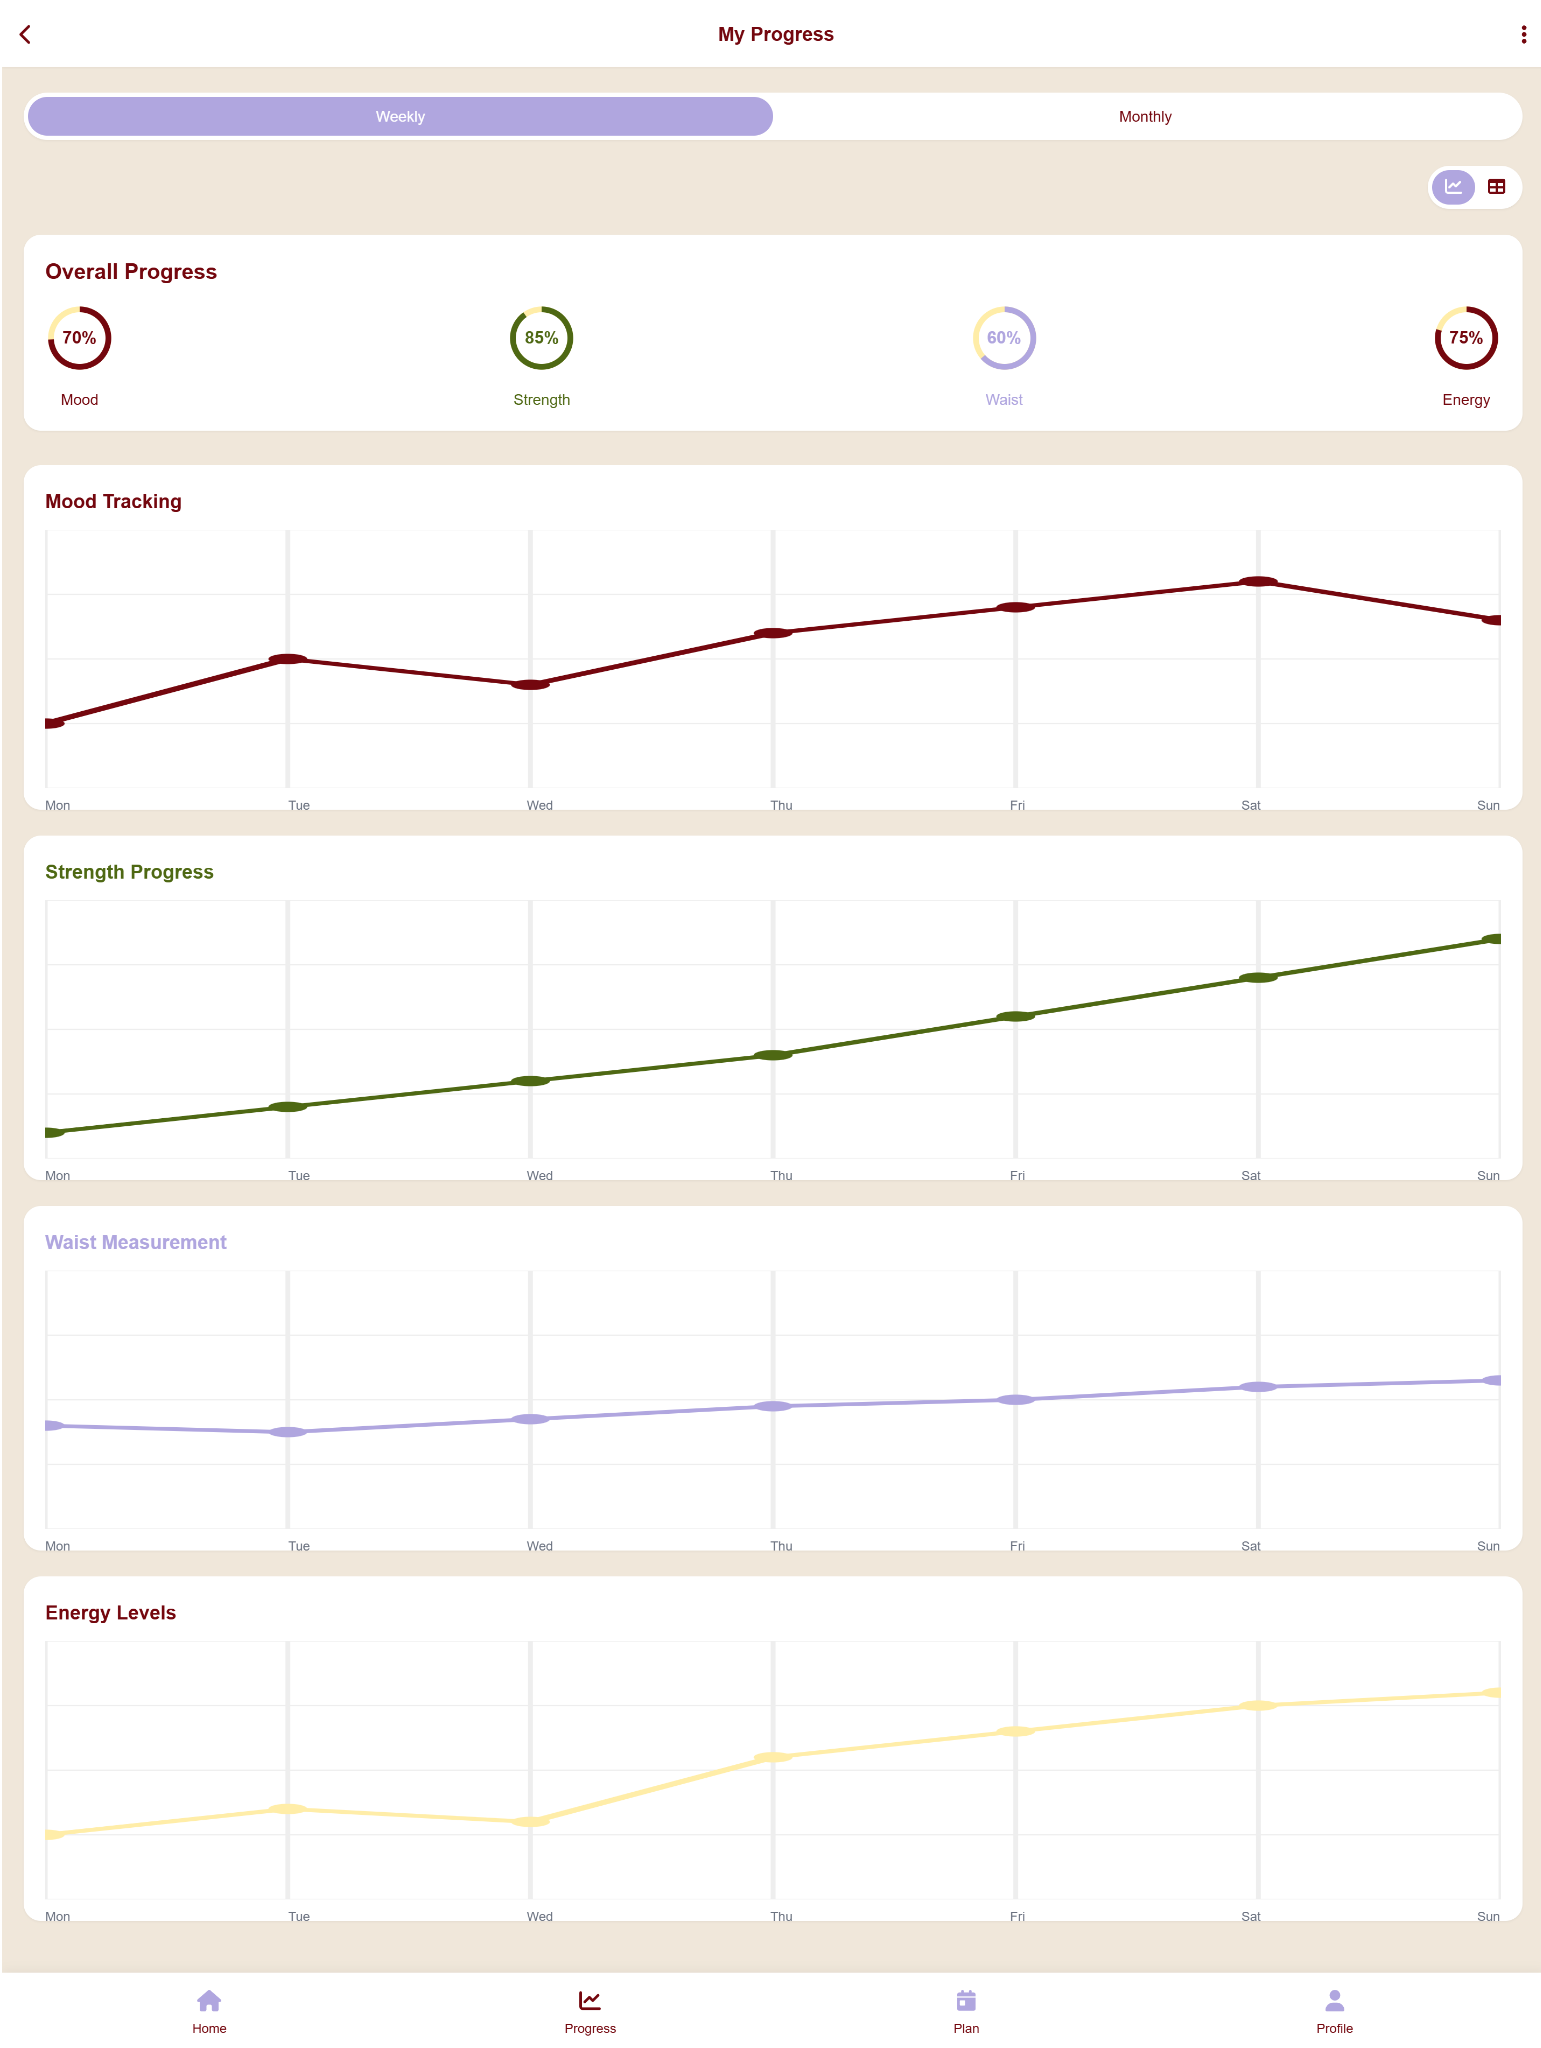 My Progress
Weekly Monthly
Overall Progress
70% 85% 60% 75%
Mood Strength Waist Energy
Mood Tracking
Mon Tue Wed Thu Fri Sat Sun
Strength Progress
Mon Tue Wed Thu Fri Sat Sun
Waist Measurement
Mon Tue Wed Thu Fri Sat Sun
Energy Levels
Mon Tue Wed Thu Fri Sat Sun
Home Progress Plan Profile